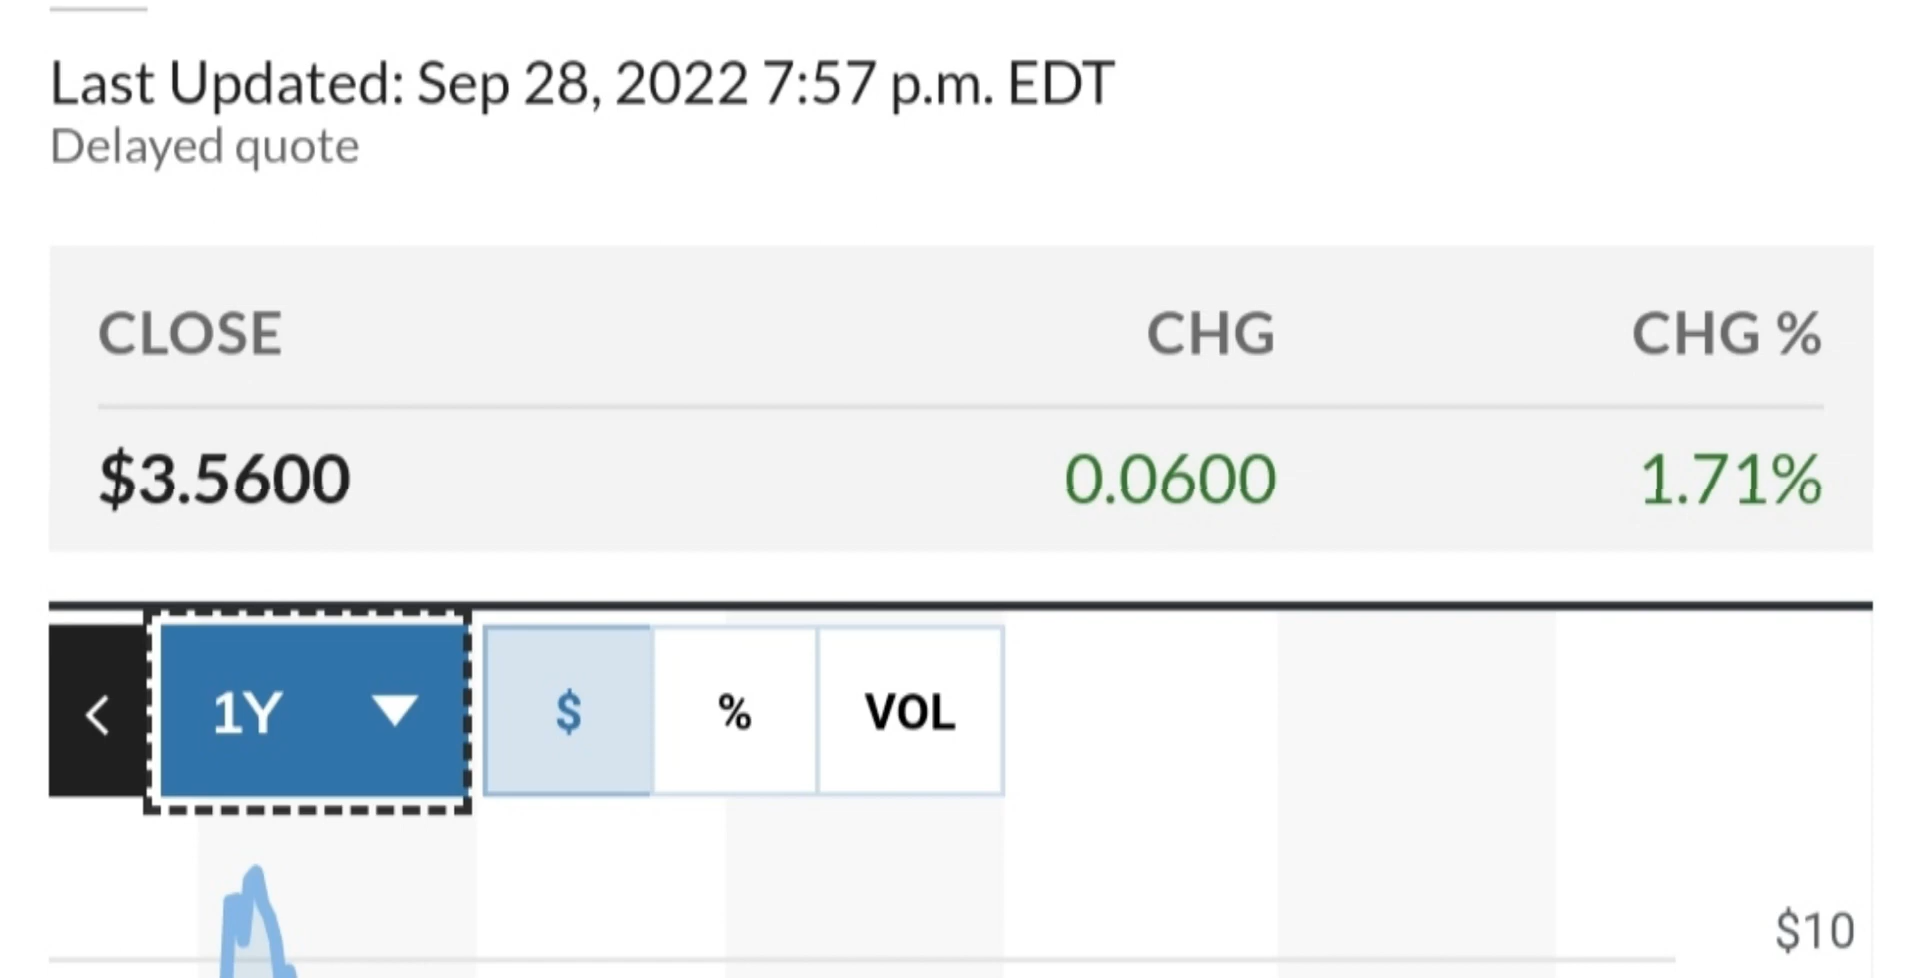 Last Updated: Sep 28, 2022 7:57 p.m. EDT
Delayed quote
CLOSE CHG CHG %
$3.5600 0.0600 1.71%
1Y $ % VOL
$10